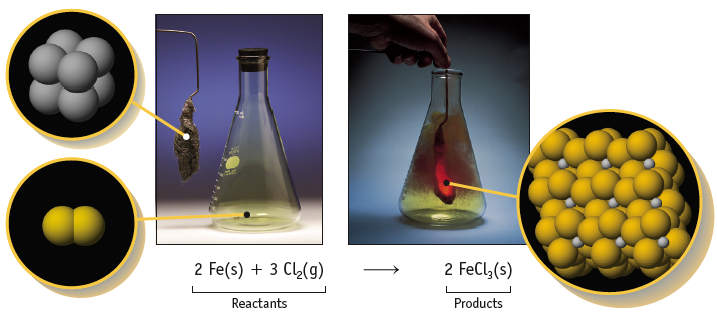 2 Fe(s) + 3 Cl₂(g) ⟶ 2 FeCl₃(s)
Reactants
Products